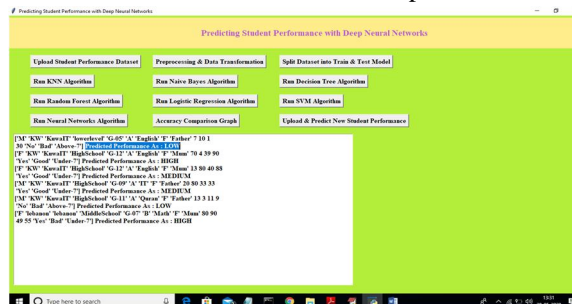 Predicting Student Performance with Deep Neural Networks
Predicting Student Performance with Deep Neural Networks
Upload Student Performance Dataset
Preprocessing & Data Transformation
Split Dataset into Train & Test Model
Run KNN Algorithm
Run Naive Bayes Algorithm
Run Decision Tree Algorithm
Run Random Forest Algorithm
Run Logistic Regression Algorithm
Run SVM Algorithm
Run Neural Networks Algorithm
Accuracy Comparison Graph
Upload & Predict New Student Performance
['M' 'KW' 'KuwaIT' 'lowerlevel' 'G-05' 'A' 'English' 'F' 'Father' 7 10 1
30 'No' 'Bad' 'Above-7'] Predicted Performance As : LOW
['F' 'KW' 'KuwaIT' 'HighSchool' 'G-12' 'A' 'English' 'F' 'Mum' 70 4 39 90
'Yes' 'Good' 'Under-7'] Predicted Performance As : HIGH
['F' 'KW' 'KuwaIT' 'HighSchool' 'G-12' 'A' 'English' 'F' 'Mum' 13 80 40 88
'Yes' 'Good' 'Under-7'] Predicted Performance As : MEDIUM
['M' 'KW' 'KuwaIT' 'HighSchool' 'G-09' 'A' 'IT' 'F' 'Father' 20 80 33 33
'Yes' 'Good' 'Under-7'] Predicted Performance As : MEDIUM
['M' 'KW' 'KuwaIT' 'HighSchool' 'G-11' 'A' 'Quran' 'F' 'Father' 13 3 11 9
'No' 'Bad' 'Above-7'] Predicted Performance As : LOW
['F' 'lebanon' 'lebanon' 'MiddleSchool' 'G-07' 'B' 'Math' 'F' 'Mum' 80 90
49 55 'Yes' 'Bad' 'Under-7'] Predicted Performance As : HIGH
Type here to search
13:31